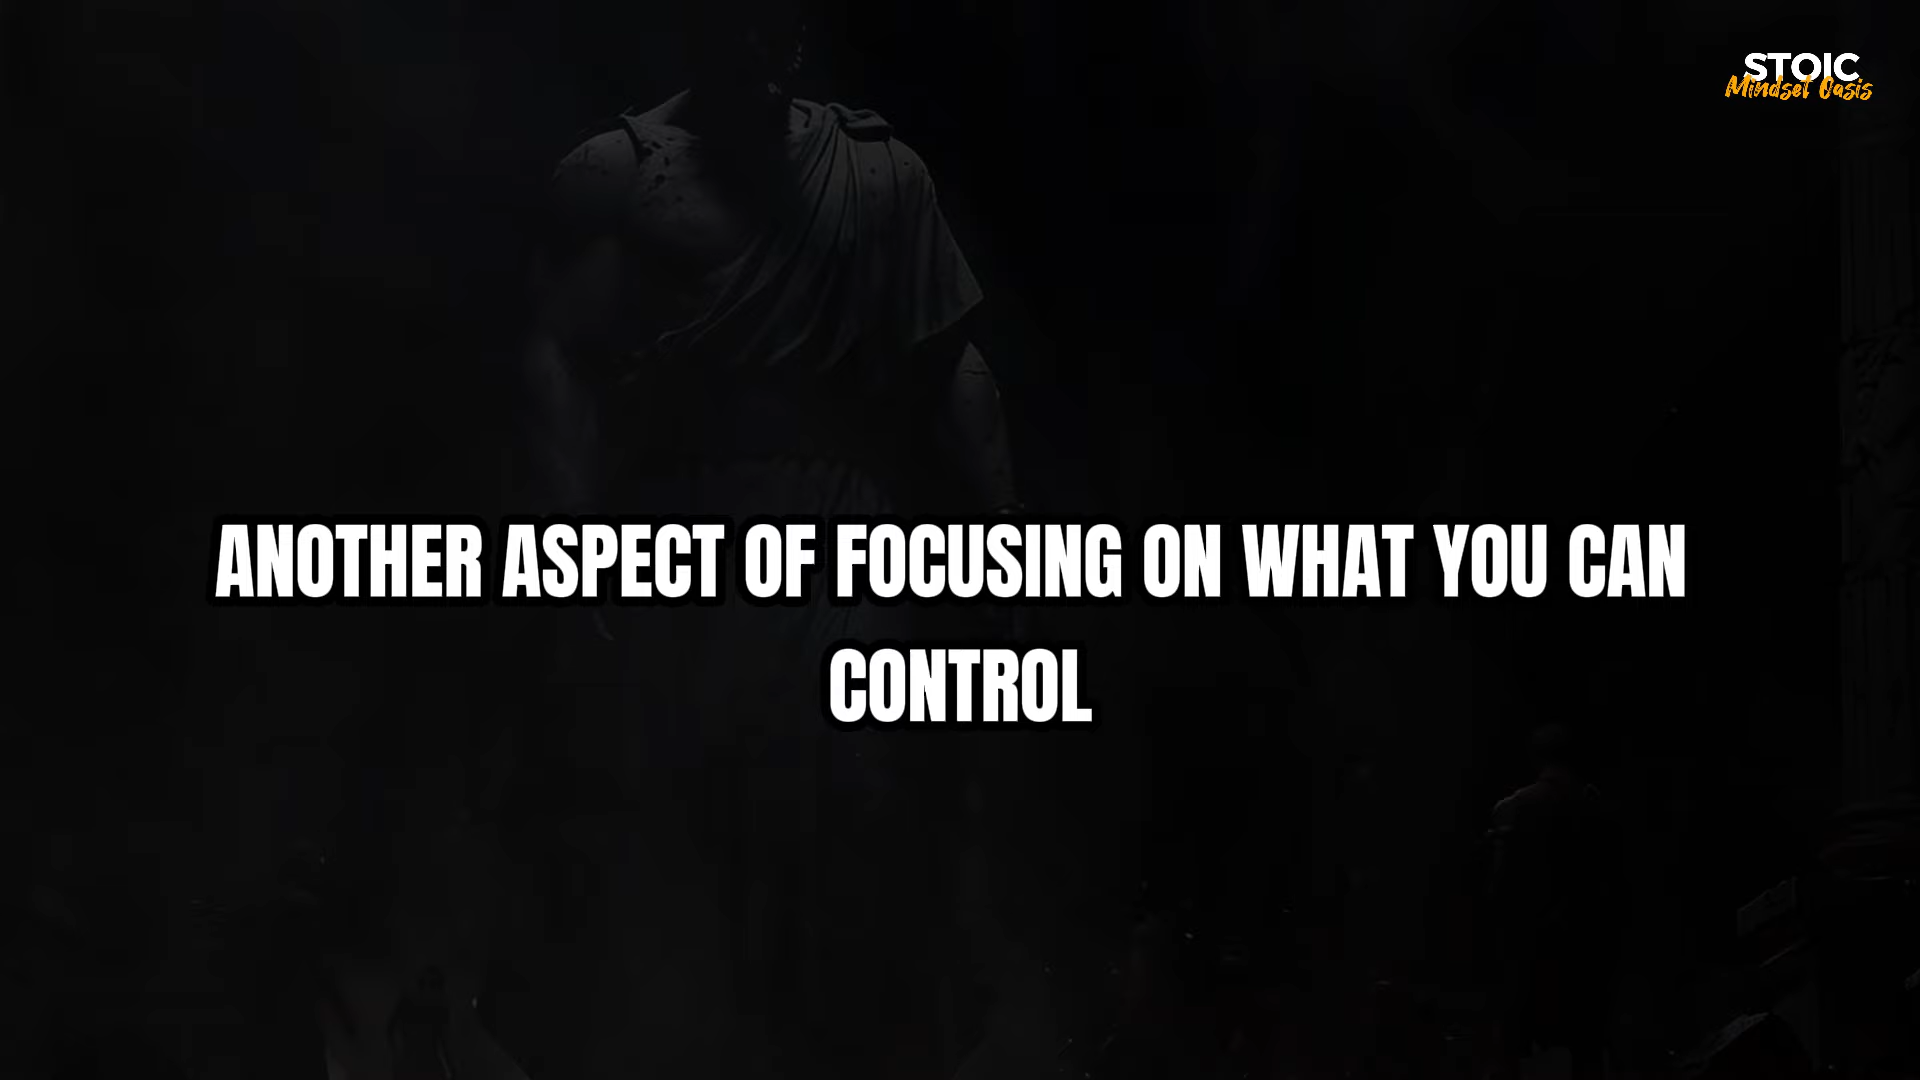 STOIC
Mindset Oasis
ANOTHER ASPECT OF FOCUSING ON WHAT YOU CAN
CONTROL